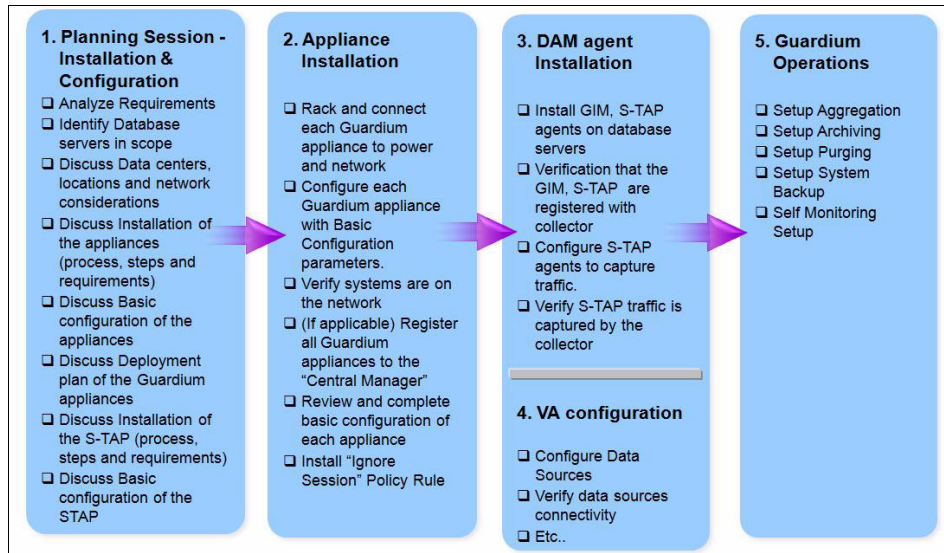 1. Planning Session -
Installation &
Configuration
❑ Analyze Requirements
❑ Identify Database
servers in scope
❑ Discuss Data centers,
locations and network
considerations
❑ Discuss Installation of
the appliances
(process, steps and
requirements)
❑ Discuss Basic
configuration of the
appliances
❑ Discuss Deployment
plan of the Guardium
appliances
❑ Discuss Installation of
the S-TAP (process,
steps and requirements)
❑ Discuss Basic
configuration of the
STAP
2. Appliance
Installation
❑ Rack and connect
each Guardium
appliance to power
and network
❑ Configure each
Guardium appliance
with Basic
Configuration
parameters.
❑ Verify systems are on
the network
❑ (If applicable) Register
all Guardium
appliances to the
“Central Manager”
❑ Review and complete
basic configuration of
each appliance
❑ Install “Ignore
Session” Policy Rule
3. DAM agent
Installation
❑ Install GIM, S-TAP
agents on database
servers
❑ Verification that the
GIM, S-TAP are
registered with
collector
❑ Configure S-TAP
agents to capture
traffic.
❑ Verify S-TAP traffic is
captured by the
collector
4. VA configuration
❑ Configure Data
Sources
❑ Verify data sources
connectivity
❑ Etc..
5. Guardium
Operations
❑ Setup Aggregation
❑ Setup Archiving
❑ Setup Purging
❑ Setup System
Backup
❑ Self Monitoring
Setup